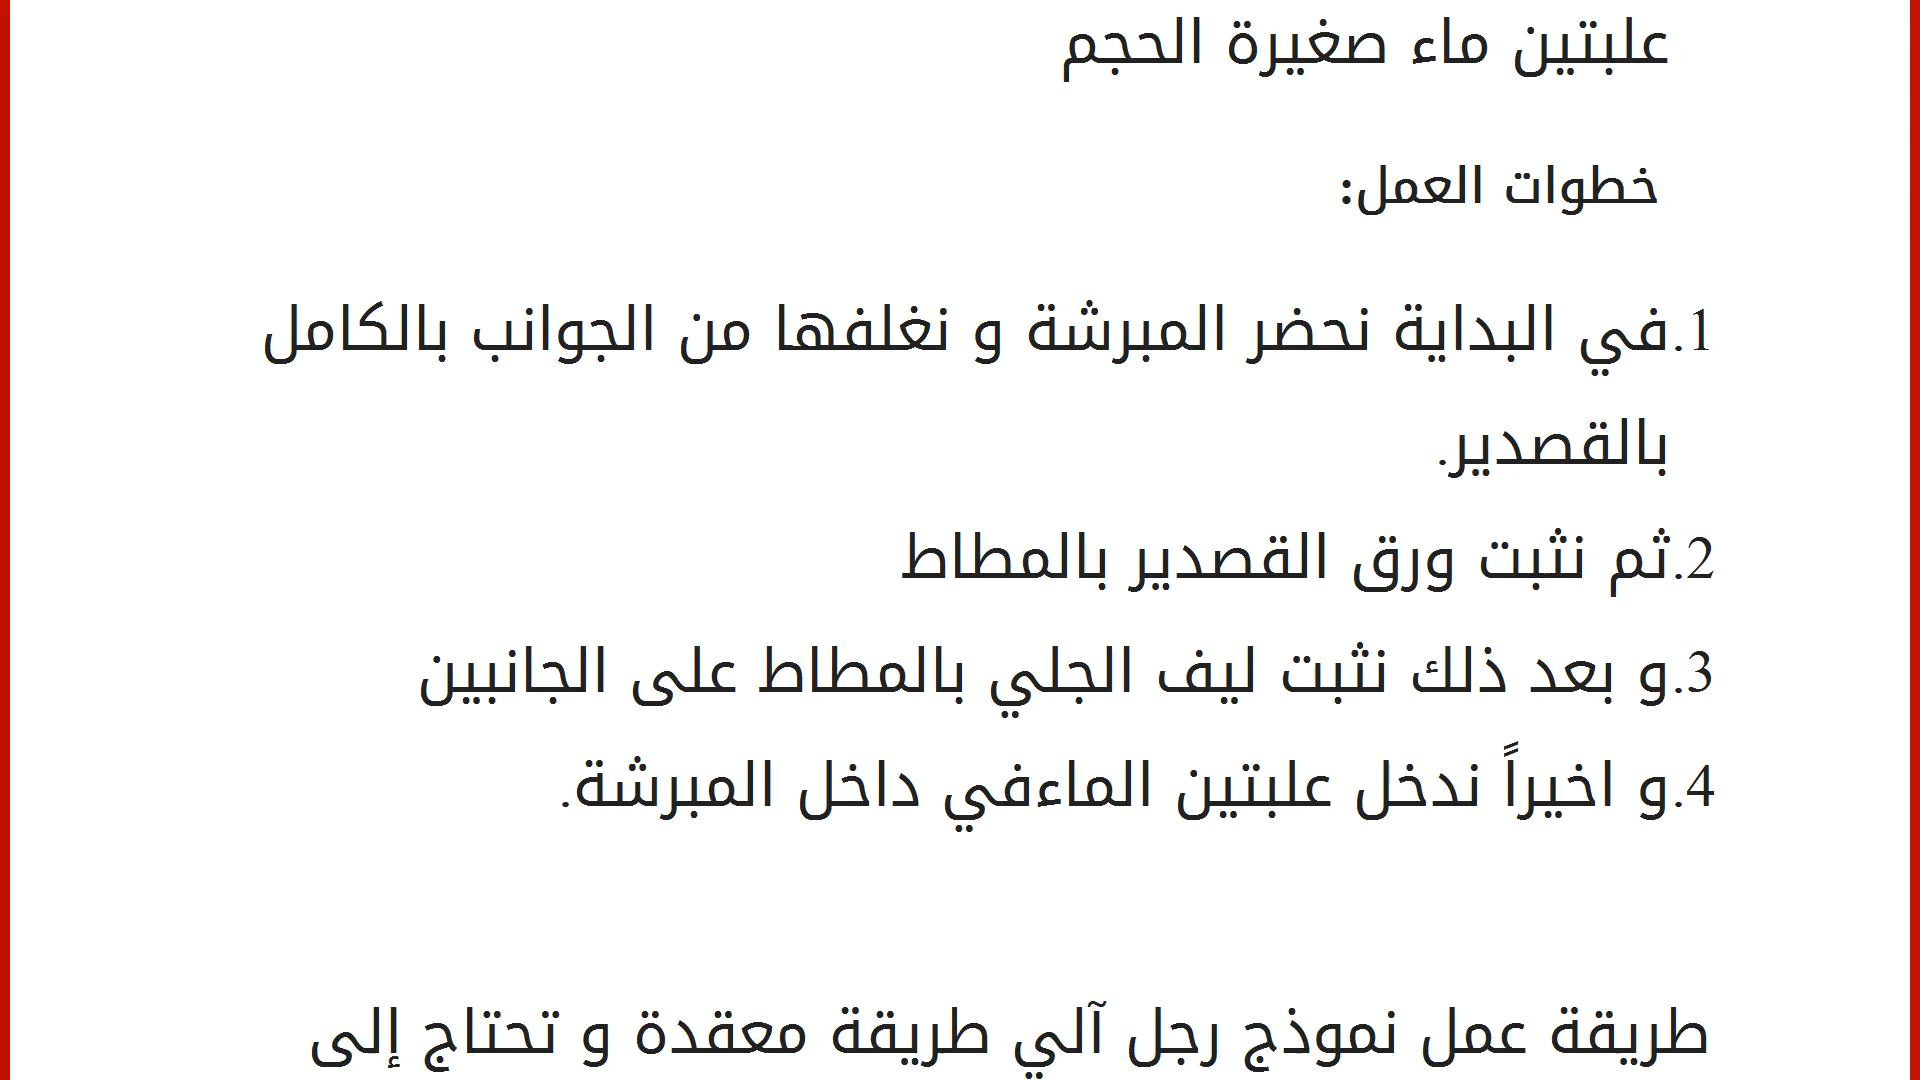 علبتين ماء صغيرة الحجم
خطوات العمل:
1.في البداية نحضر المبرشة و نغلفها من الجوانب بالكامل
بالقصدير.
2.ثم نثبت ورق القصدير بالمطاط
3.و بعد ذلك نثبت ليف الجلي بالمطاط على الجانبين
4.و اخيراً ندخل علبتين الماءفي داخل المبرشة.
طريقة عمل نموذج رجل آلي طريقة معقدة و تحتاج إلى